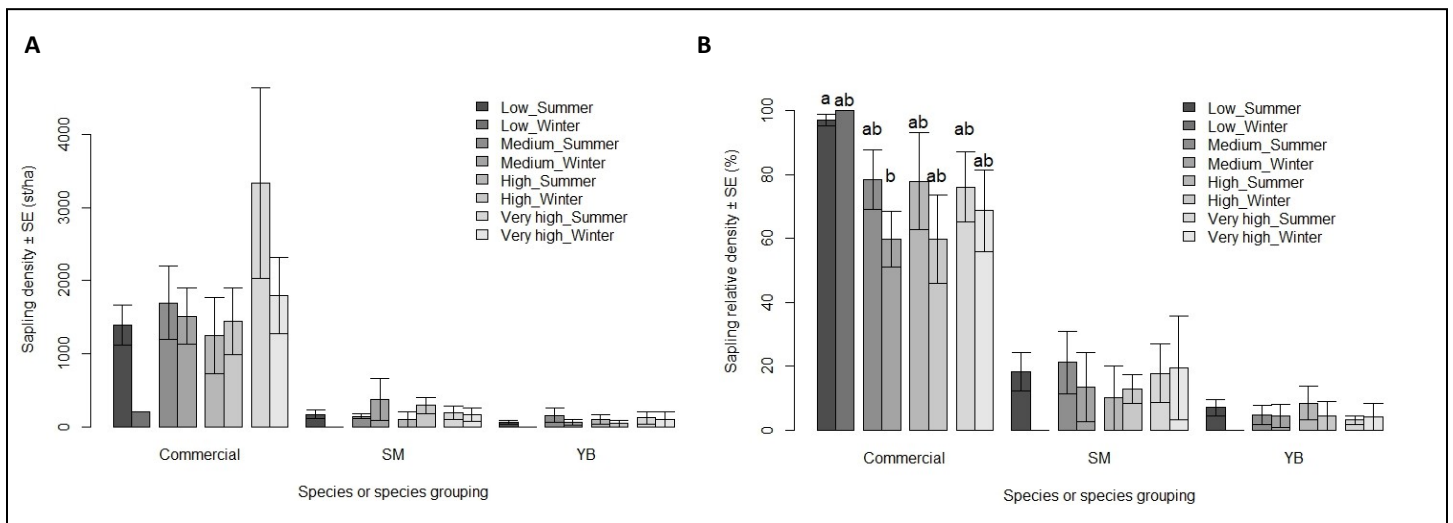 A
Sapling density ± SE (st/ha)
4000
3000
2000
1000
0
Low_Summer
Low_Winter
Medium_Summer
Medium_Winter
High_Summer
High_Winter
Very high_Summer
Very high_Winter
Commercial SM YB
Species or species grouping
B
Sapling relative density ± SE (%)
100
80
60
40
20
0
a ab
ab
b
ab
ab
ab
ab
Low_Summer
Low_Winter
Medium_Summer
Medium_Winter
High_Summer
High_Winter
Very high_Summer
Very high_Winter
Commercial SM YB
Species or species grouping